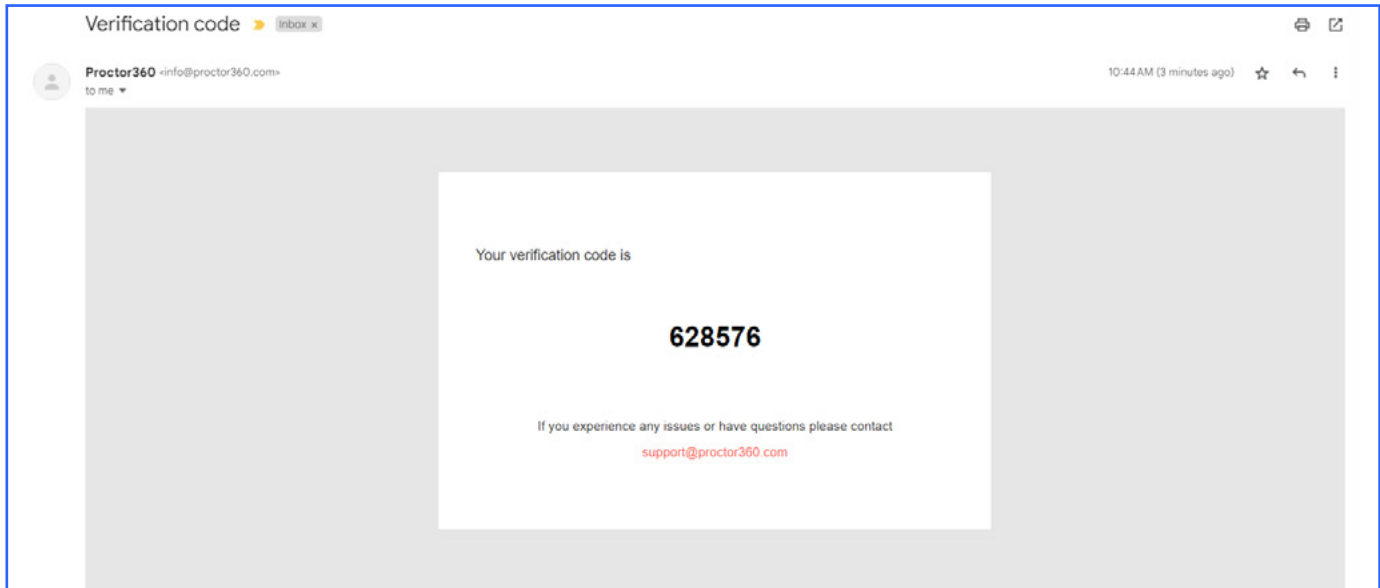 Verification code Inbox x
Proctor360 <info@proctor360.com> 10:44 AM (3 minutes ago)
to me
Your verification code is
628576
If you experience any issues or have questions please contact
support@proctor360.com